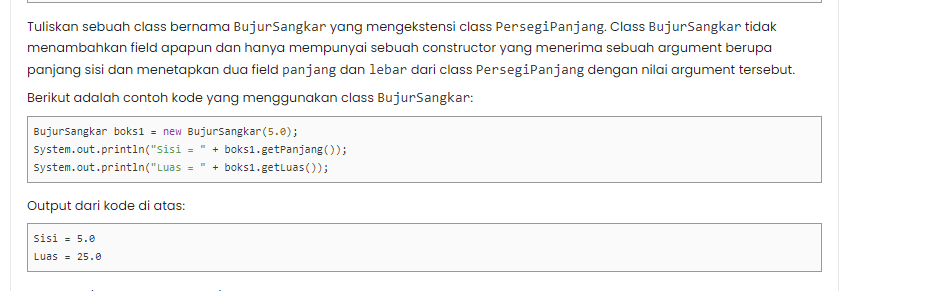 Tuliskan sebuah class bernama BujurSangkar yang mengekstensi class PersegiPanjang. Class BujurSangkar tidak
menambahkan field apapun dan hanya mempunyai sebuah constructor yang menerima sebuah argument berupa
panjang sisi dan menetapkan dua field panjang dan lebar dari class PersegiPanjang dengan nilai argument tersebut.
Berikut adalah contoh kode yang menggunakan class BujurSangkar:
BujurSangkar boks1 = new BujurSangkar(5.0);
System.out.println("Sisi = " + boks1.getPanjang());
System.out.println("Luas = " + boks1.getLuas());
Output dari kode di atas:
Sisi = 5.0
Luas = 25.0